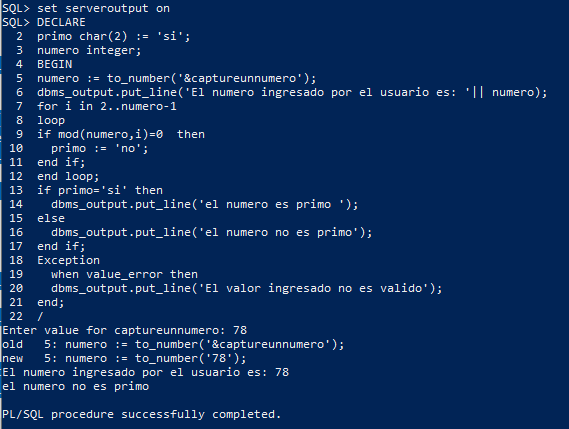 SQL> set serveroutput on
SQL> DECLARE
  2  primo char(2) := 'si';
  3  numero integer;
  4  BEGIN
  5  numero := to_number('&captureunnumero');
  6  dbms_output.put_line('El numero ingresado por el usuario es: '|| numero);
  7  for i in 2..numero-1
  8  loop
  9  if mod(numero,i)=0  then
 10   primo := 'no';
 11  end if;
 12  end loop;
 13  if primo='si' then
 14   dbms_output.put_line('el numero es primo ');
 15  else
 16   dbms_output.put_line('el numero no es primo');
 17  end if;
 18  Exception
 19   when value_error then
 20   dbms_output.put_line('El valor ingresado no es valido');
 21  end;
 22  /
Enter value for captureunnumero: 78
old   5: numero := to_number('&captureunnumero');
new   5: numero := to_number('78');
El numero ingresado por el usuario es: 78
el numero no es primo
PL/SQL procedure successfully completed.